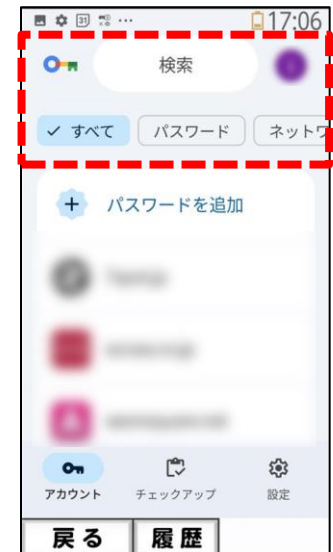 31 … 17:06
検索
✓ すべて パスワード ネットワ
+ パスワードを追加
アカウント チェックアップ 設定
戻る 履歴